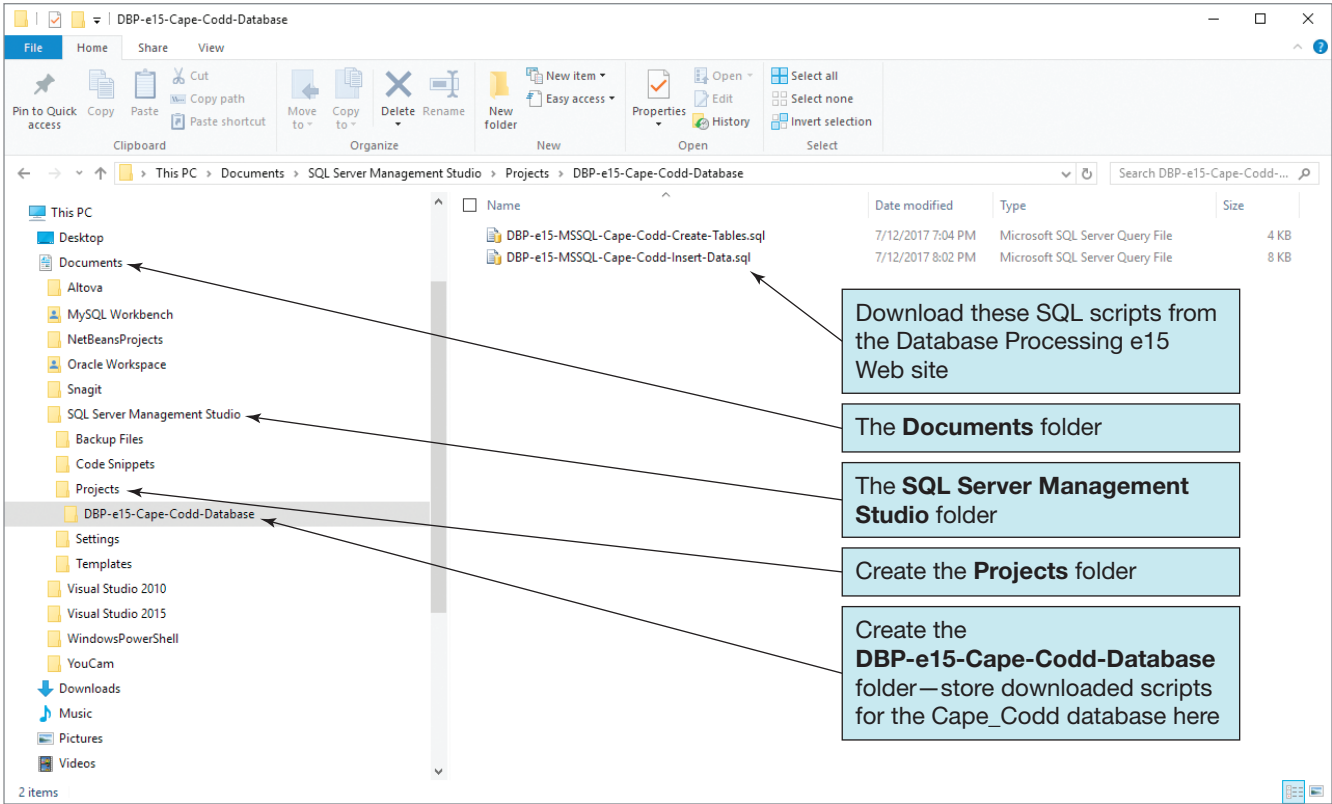 DBP-e15-Cape-Codd-Database
File Home Share View
Pin to Quick access
Copy
Paste
Cut
Copy path
Paste shortcut
Clipboard
Move to
Copy to
Delete
Rename
Organize
New folder
New item
Easy access
New
Properties
Open
Edit
History
Open
Select all
Select none
Invert selection
Select
This PC > Documents > SQL Server Management Studio > Projects > DBP-e15-Cape-Codd-Database
Search DBP-e15-Cape-Codd-...
This PC
Desktop
Documents
Altova
MySQL Workbench
NetBeansProjects
Oracle Workspace
Snagit
SQL Server Management Studio
Backup Files
Code Snippets
Projects
DBP-e15-Cape-Codd-Database
Settings
Templates
Visual Studio 2010
Visual Studio 2015
WindowsPowerShell
YouCam
Downloads
Music
Pictures
Videos
Name Date modified Type Size
DBP-e15-MSSQL-Cape-Codd-Create-Tables.sql 7/12/2017 7:04 PM Microsoft SQL Server Query File 4 KB
DBP-e15-MSSQL-Cape-Codd-Insert-Data.sql 7/12/2017 8:02 PM Microsoft SQL Server Query File 8 KB
Download these SQL scripts from
the Database Processing e15
Web site
The Documents folder
The SQL Server Management
Studio folder
Create the Projects folder
Create the
DBP-e15-Cape-Codd-Database
folder—store downloaded scripts
for the Cape_Codd database here
2 items